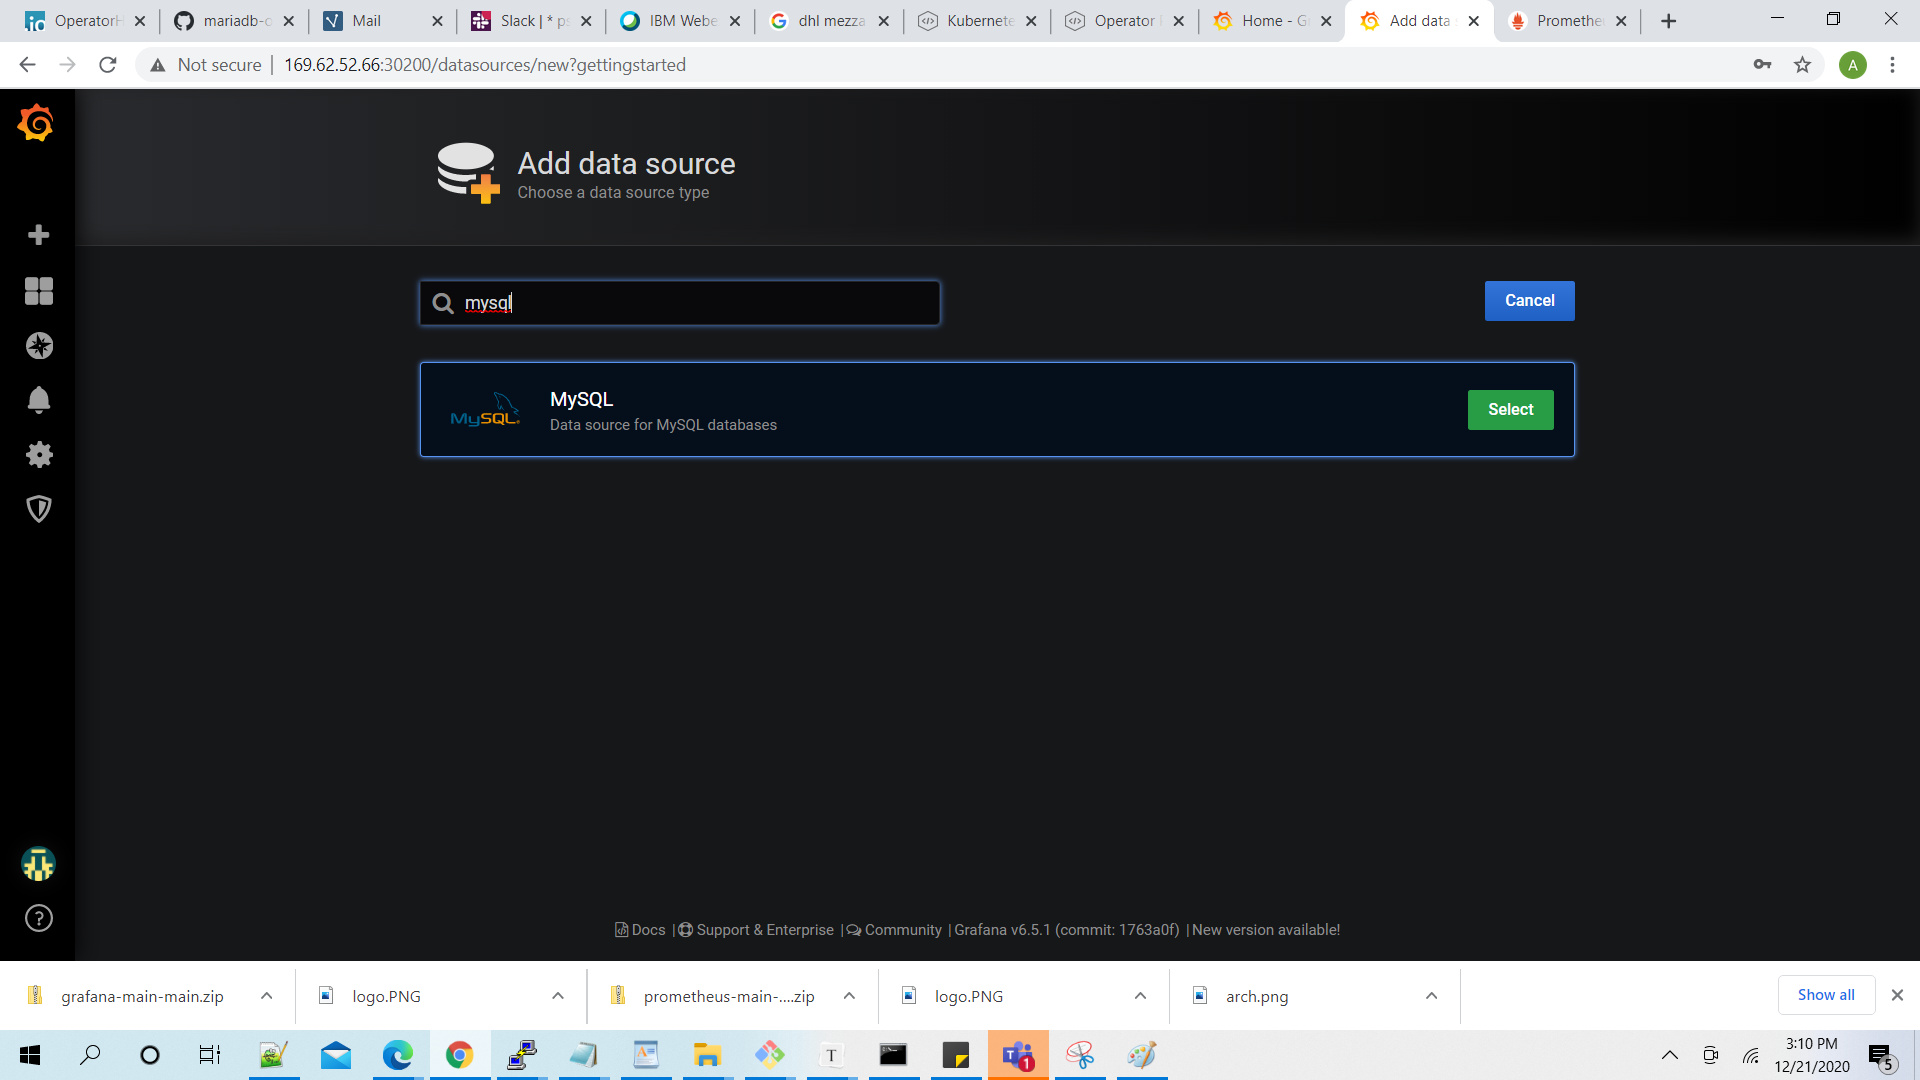 OperatorH
mariadb-o
Mail
Slack | * ps
IBM Webe
dhl mezza
Kubernete
Operator
Home - G
Add data
Promethe
Not secure | 169.62.52.66:30200/datasources/new?gettingstarted
A
Add data source
Choose a data source type
mysql
Cancel
MySQL
MySQL
Data source for MySQL databases
Select
Docs | Support & Enterprise | Community | Grafana v6.5.1 (commit: 1763a0f) | New version available!
grafana-main-main.zip
logo.PNG
prometheus-main-....zip
logo.PNG
arch.png
Show all
T
1
3:10 PM
12/21/2020
5